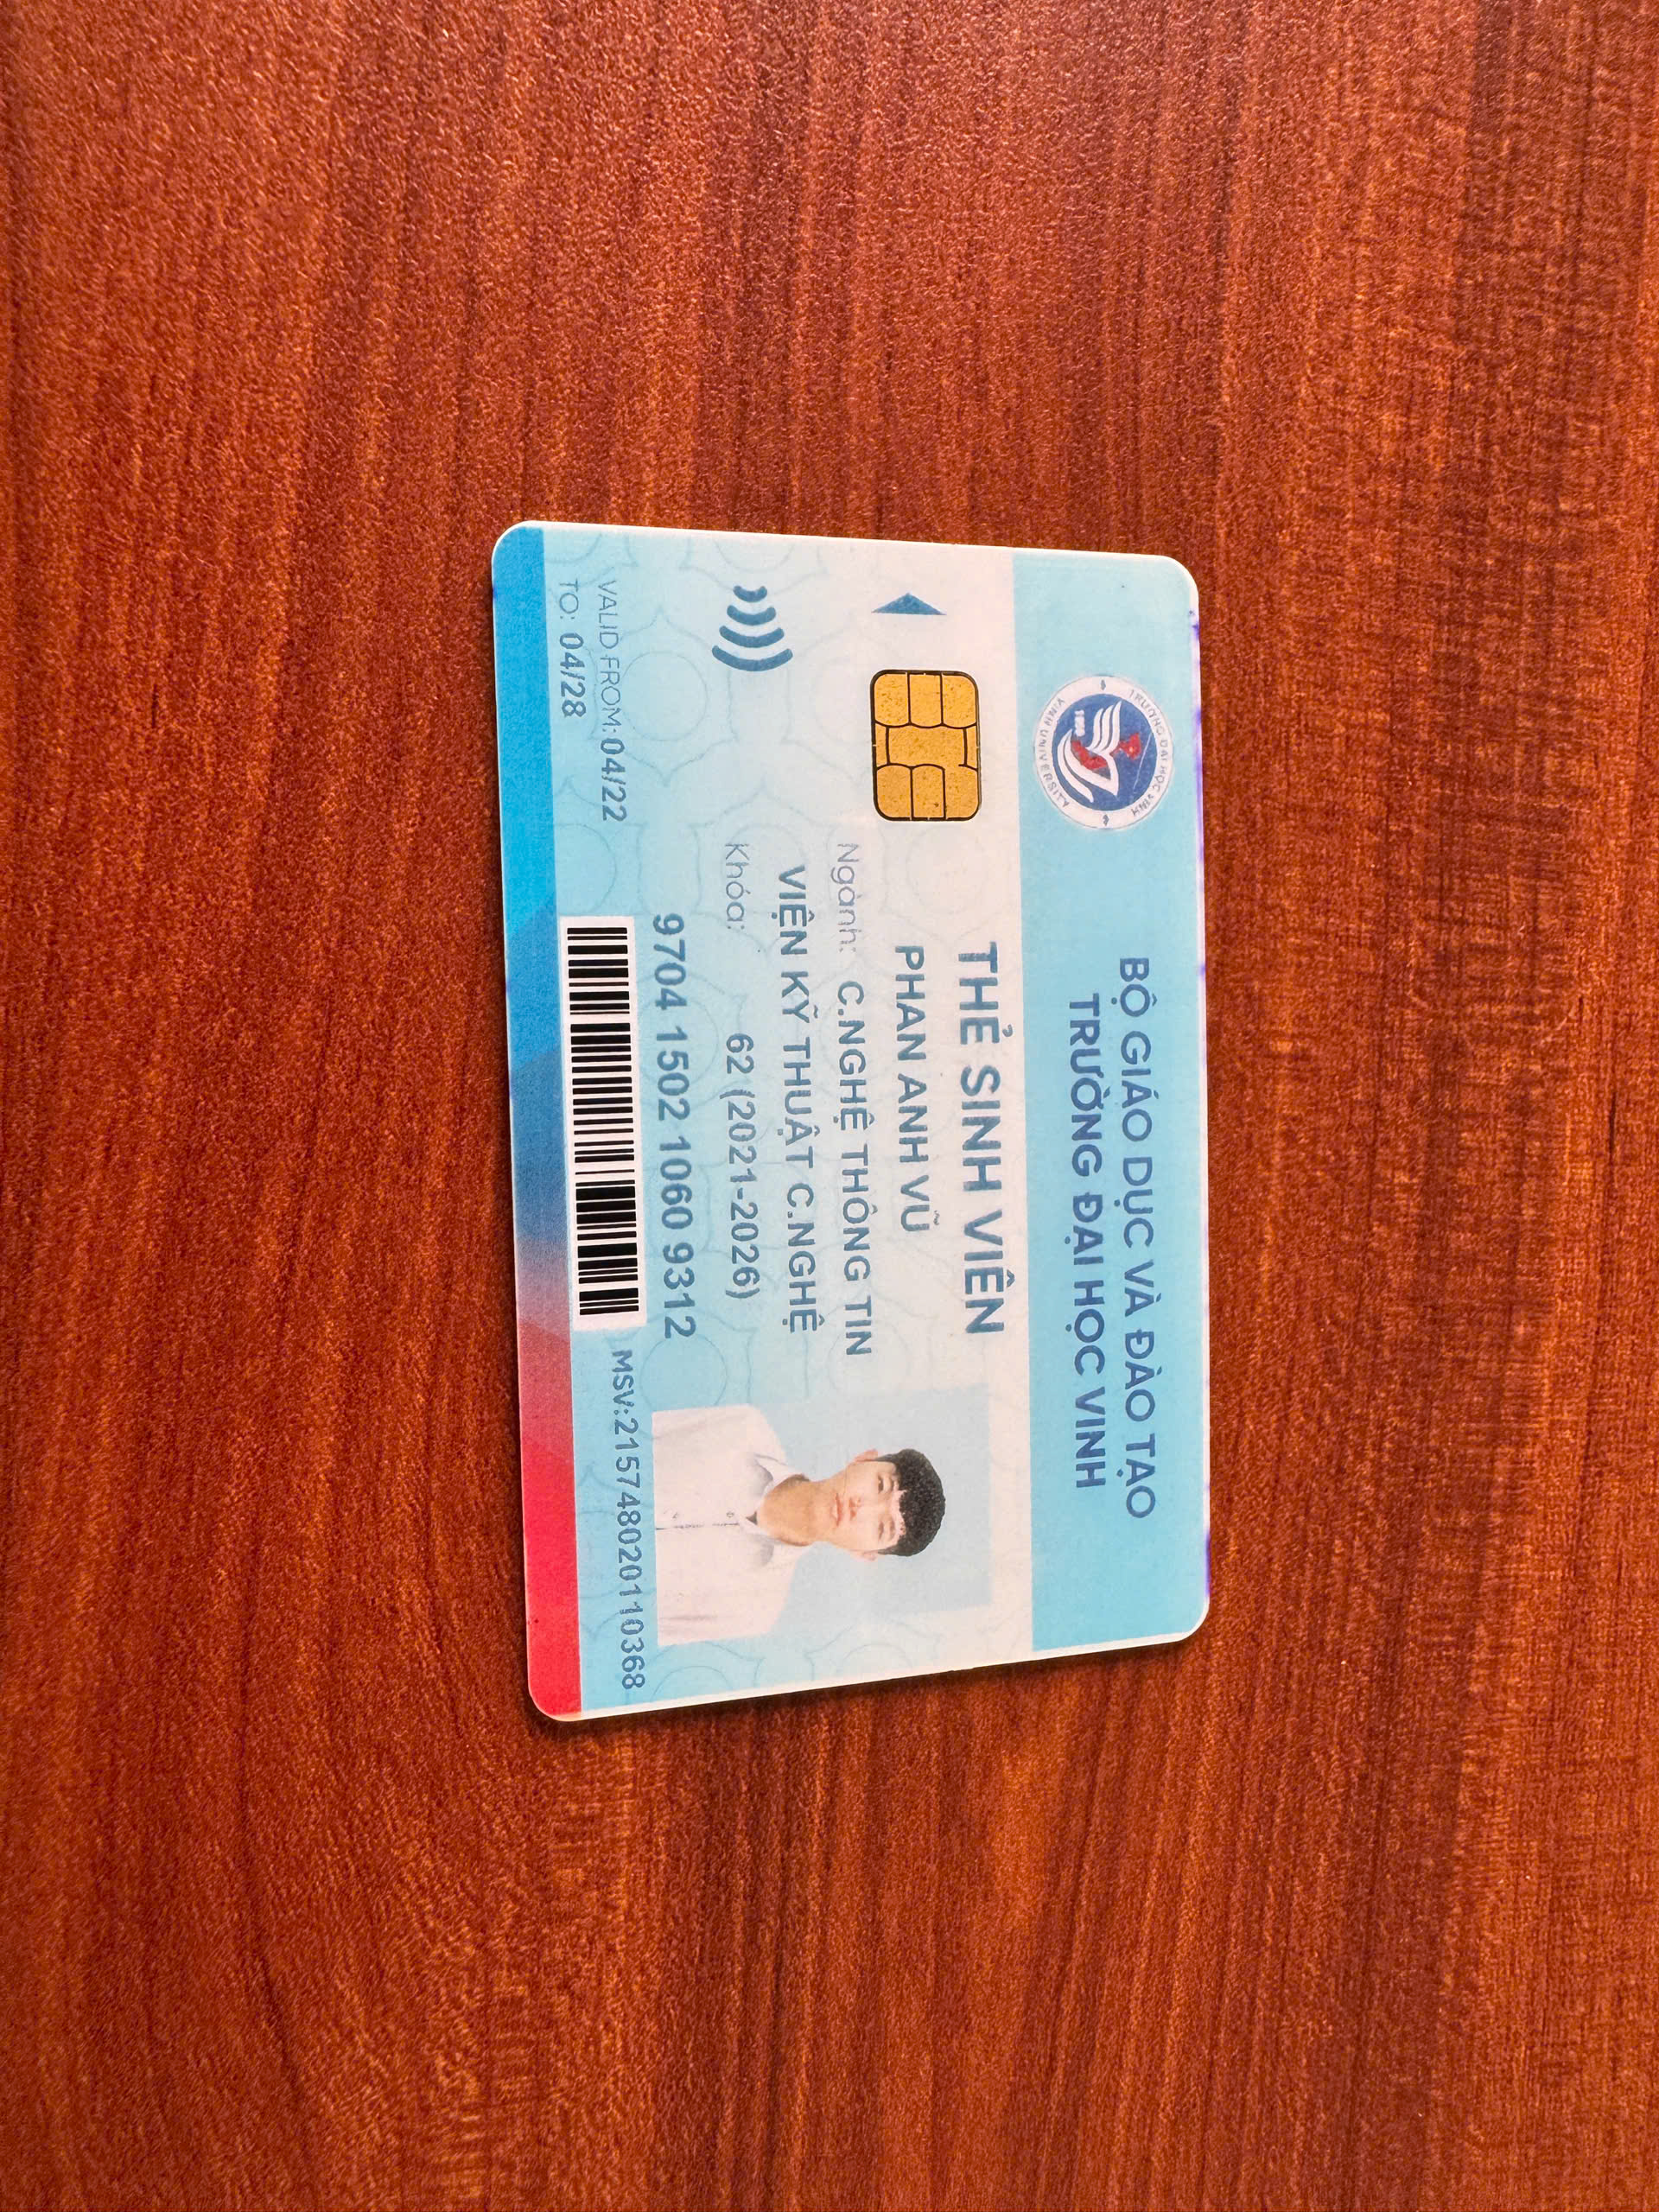 TRƯỜNG ĐẠI HỌC VINH
VINH UNIVERSITY
BỘ GIÁO DỤC VÀ ĐÀO TẠO
TRƯỜNG ĐẠI HỌC VINH
THẺ SINH VIÊN
PHAN ANH VŨ
Ngành: C.NGHỆ THÔNG TIN
VIỆN KỸ THUẬT C.NGHỆ
Khóa: 62 (2021-2026)
9704 1502 1060 9312
MSV:215748020110368
VALID FROM:04/22
TO: 04/28